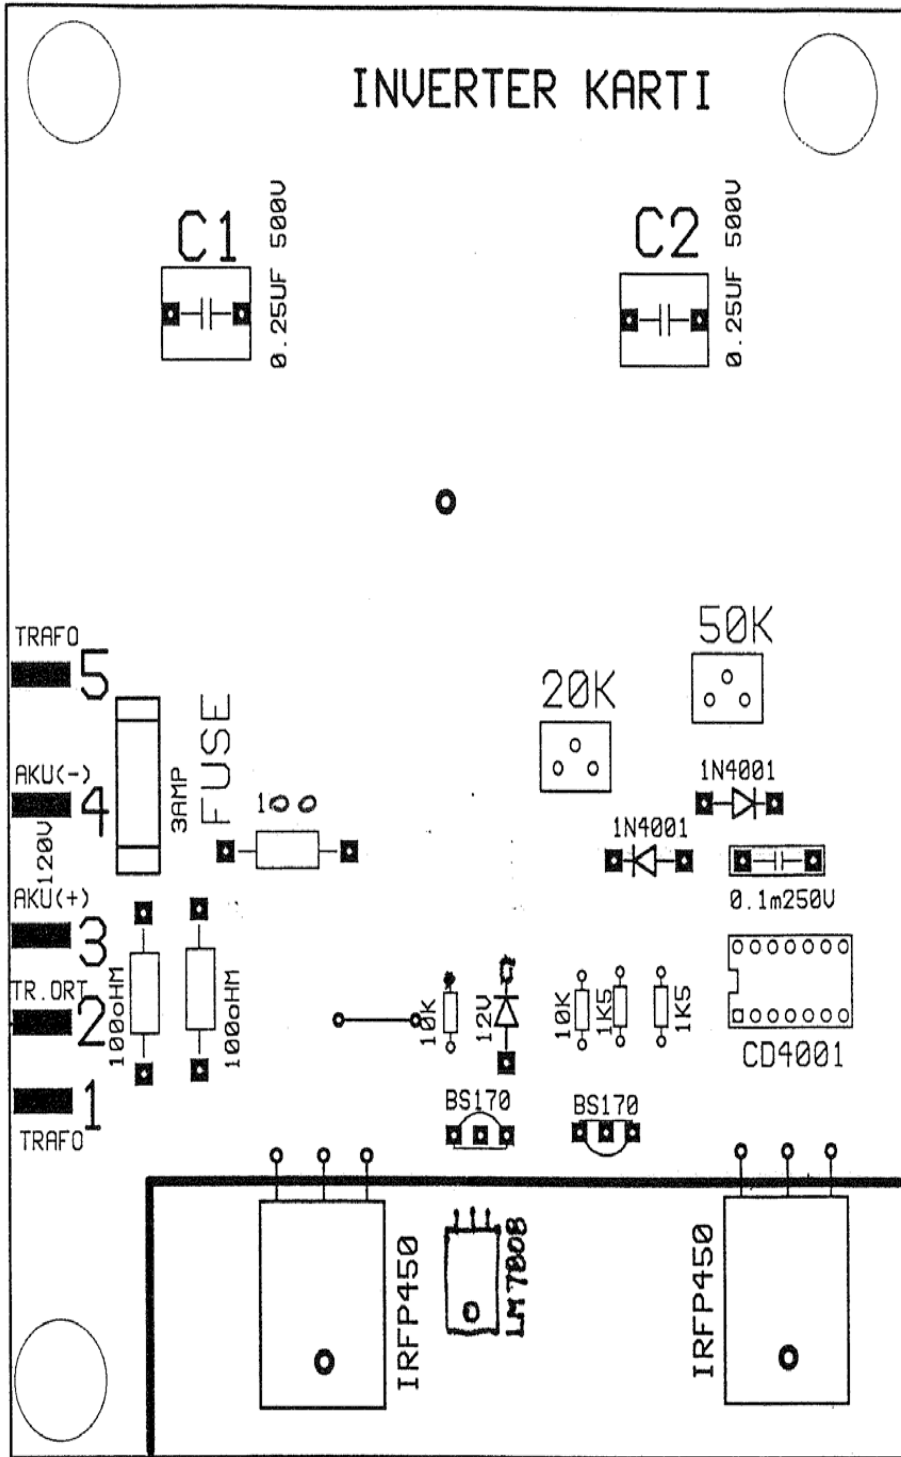 INVERTER KARTI
C1
0.25UF 500V
C2
0.25UF 500V
TRAFO
5
50K
20K
FUSE
3AMP
AKU(-)
4
120V
100
1N4001
1N4001
0.1m250V
AKU(+)
3
TR.ORT
2
100oHM
100oHM
10K
12V
10K
1K5
1K5
CD4001
1
TRAFO
BS170
BS170
IRFP450
LM7808
IRFP450